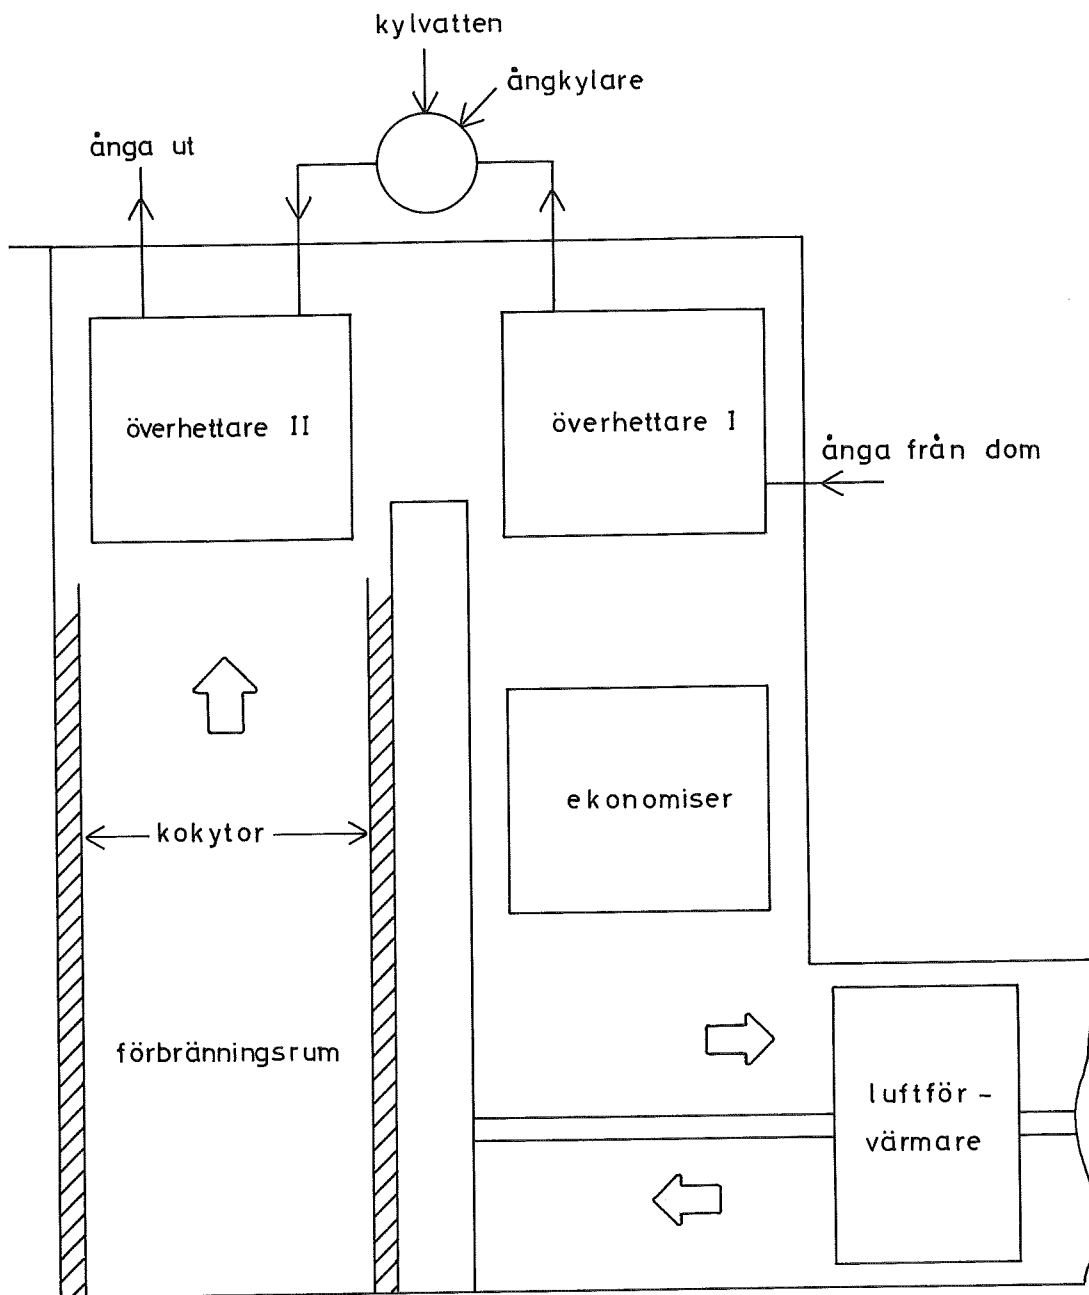 kylvatten
ångkylare
ånga ut
överhettare II
överhettare I
ånga från dom
ekonomiser
kokytor
förbränningsrum
luftför-
värmare